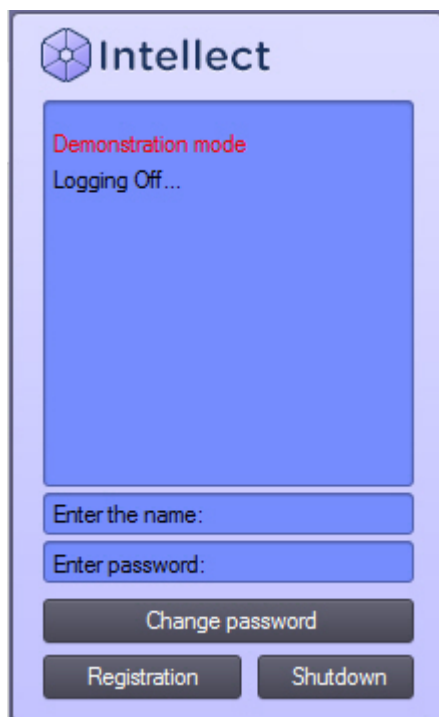 Intellect
Demonstration mode
Logging Off...
Enter the name:
Enter password:
Change password
Registration
Shutdown